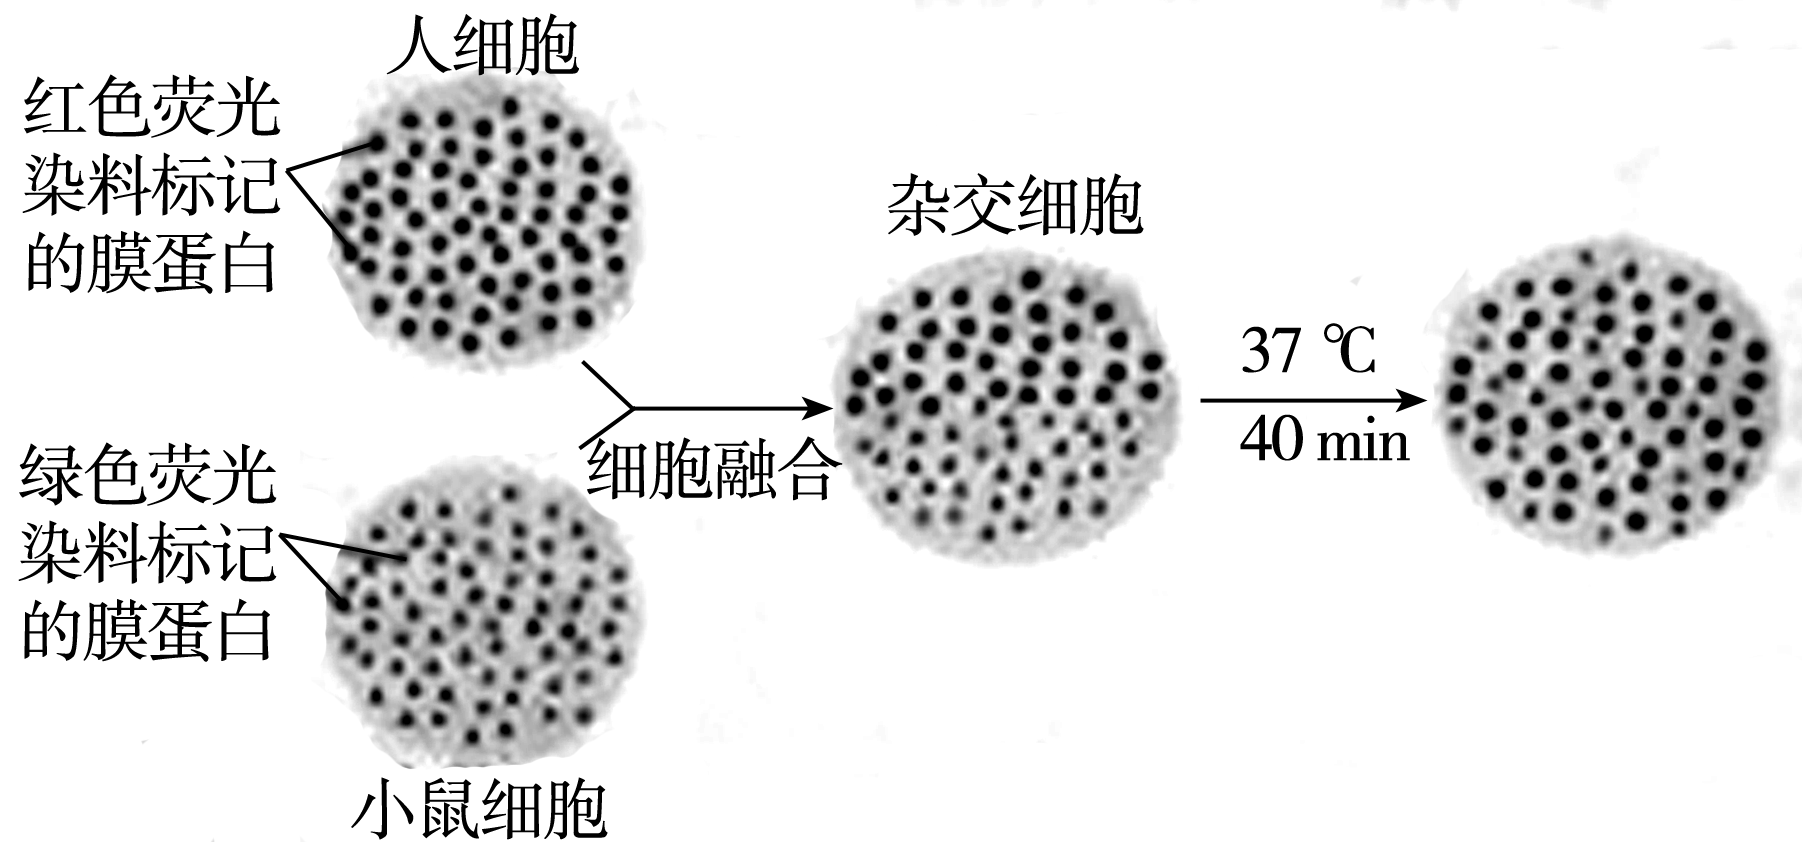 人细胞
红色荧光
染料标记
的膜蛋白
杂交细胞
37 ℃
40 min
细胞融合
绿色荧光
染料标记
的膜蛋白
小鼠细胞